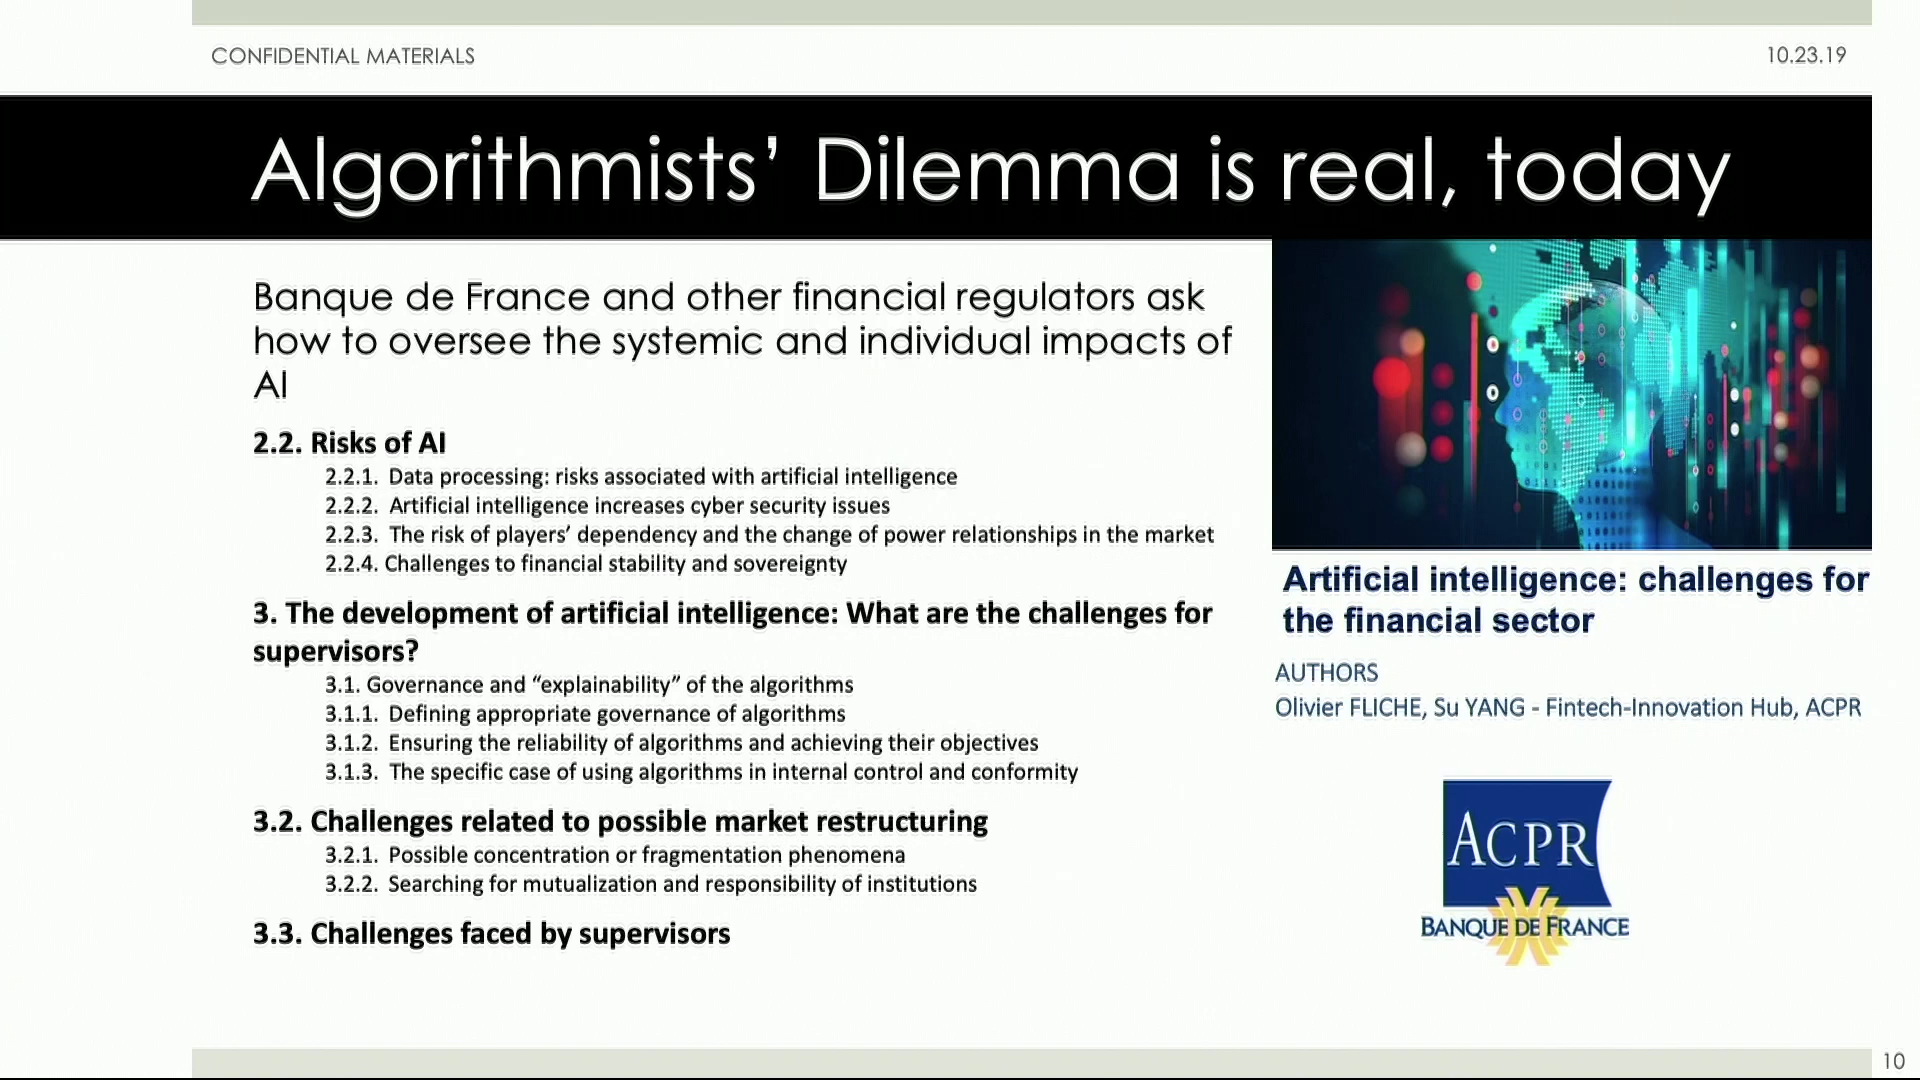 CONFIDENTIAL MATERIALS
10.23.19
Algorithmists’ Dilemma is real, today
Banque de France and other financial regulators ask
how to oversee the systemic and individual impacts of
AI
2.2. Risks of AI
2.2.1. Data processing: risks associated with artificial intelligence
2.2.2. Artificial intelligence increases cyber security issues
2.2.3. The risk of players’ dependency and the change of power relationships in the market
2.2.4. Challenges to financial stability and sovereignty
3. The development of artificial intelligence: What are the challenges for
supervisors?
3.1. Governance and “explainability” of the algorithms
3.1.1. Defining appropriate governance of algorithms
3.1.2. Ensuring the reliability of algorithms and achieving their objectives
3.1.3. The specific case of using algorithms in internal control and conformity
3.2. Challenges related to possible market restructuring
3.2.1. Possible concentration or fragmentation phenomena
3.2.2. Searching for mutualization and responsibility of institutions
3.3. Challenges faced by supervisors
Artificial intelligence: challenges for
the financial sector
AUTHORS
Olivier FLICHE, Su YANG - Fintech-Innovation Hub, ACPR
ACPR
BANQUE DE FRANCE
10